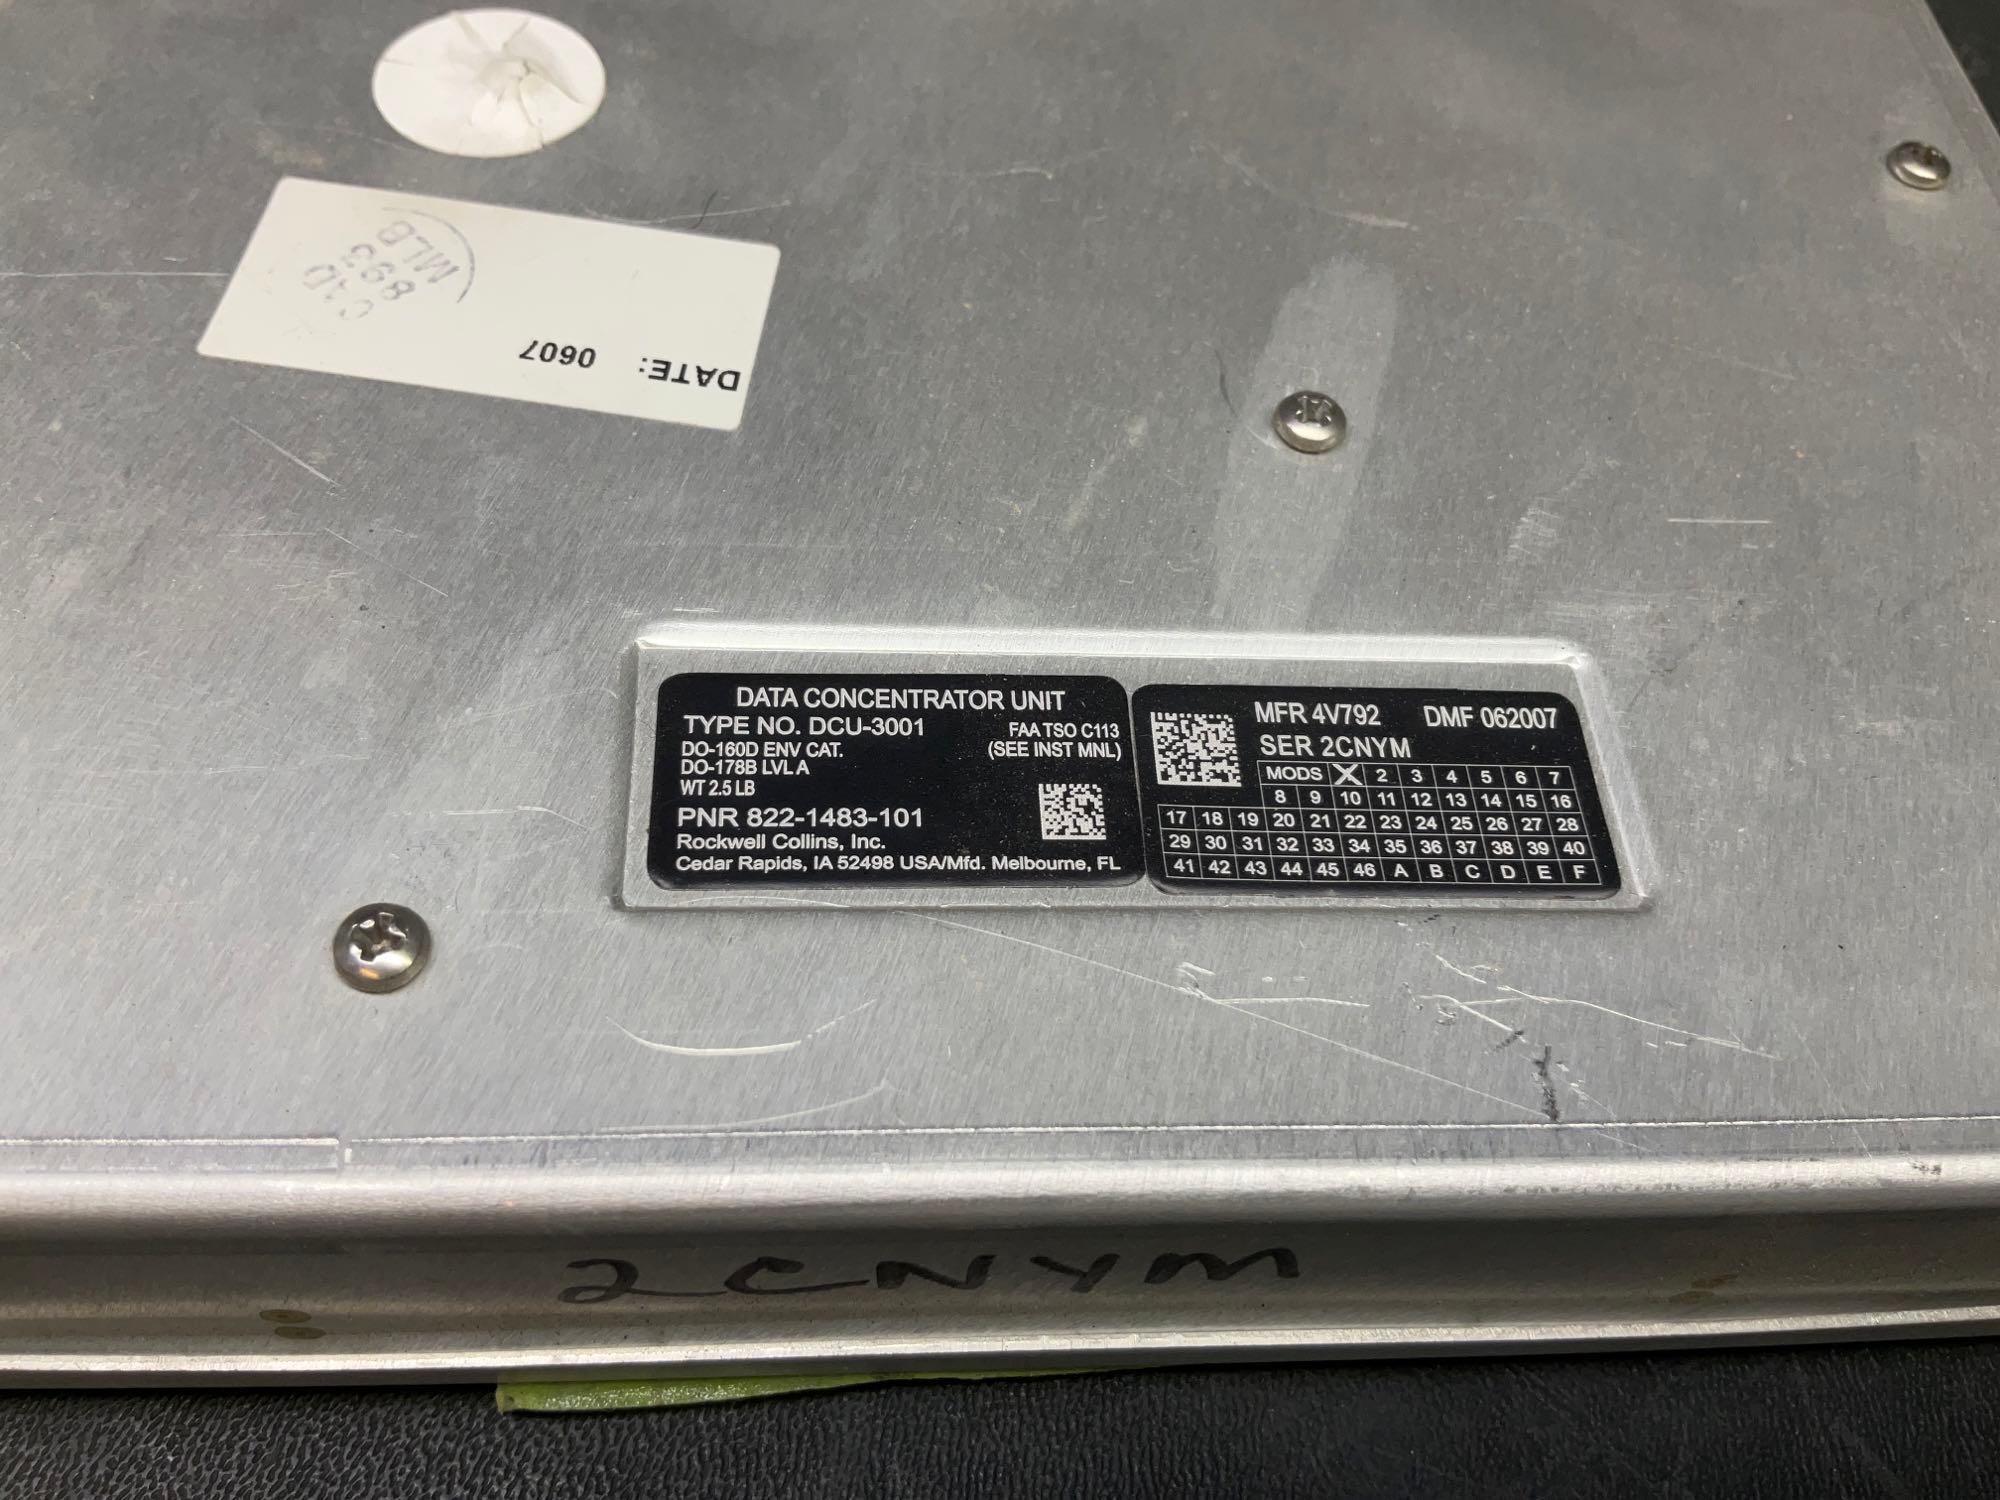 C1D
893
MLB
DATE: 0607
DATA CONCENTRATOR UNIT
TYPE NO. DCU-3001
FAA TSO C113
DO-160D ENV CAT.
(SEE INST MNL)
DO-178B LVL A
WT 2.5 LB
PNR 822-1483-101
Rockwell Collins, Inc.
Cedar Rapids, IA 52498 USA/Mfd. Melbourne, FL
MFR 4V792 DMF 062007
SER 2CNYM
MODS X 2 3 4 5 6 7
8 9 10 11 12 13 14 15 16
17 18 19 20 21 22 23 24 25 26 27 28
29 30 31 32 33 34 35 36 37 38 39 40
41 42 43 44 45 46 A B C D E F
2CNYM